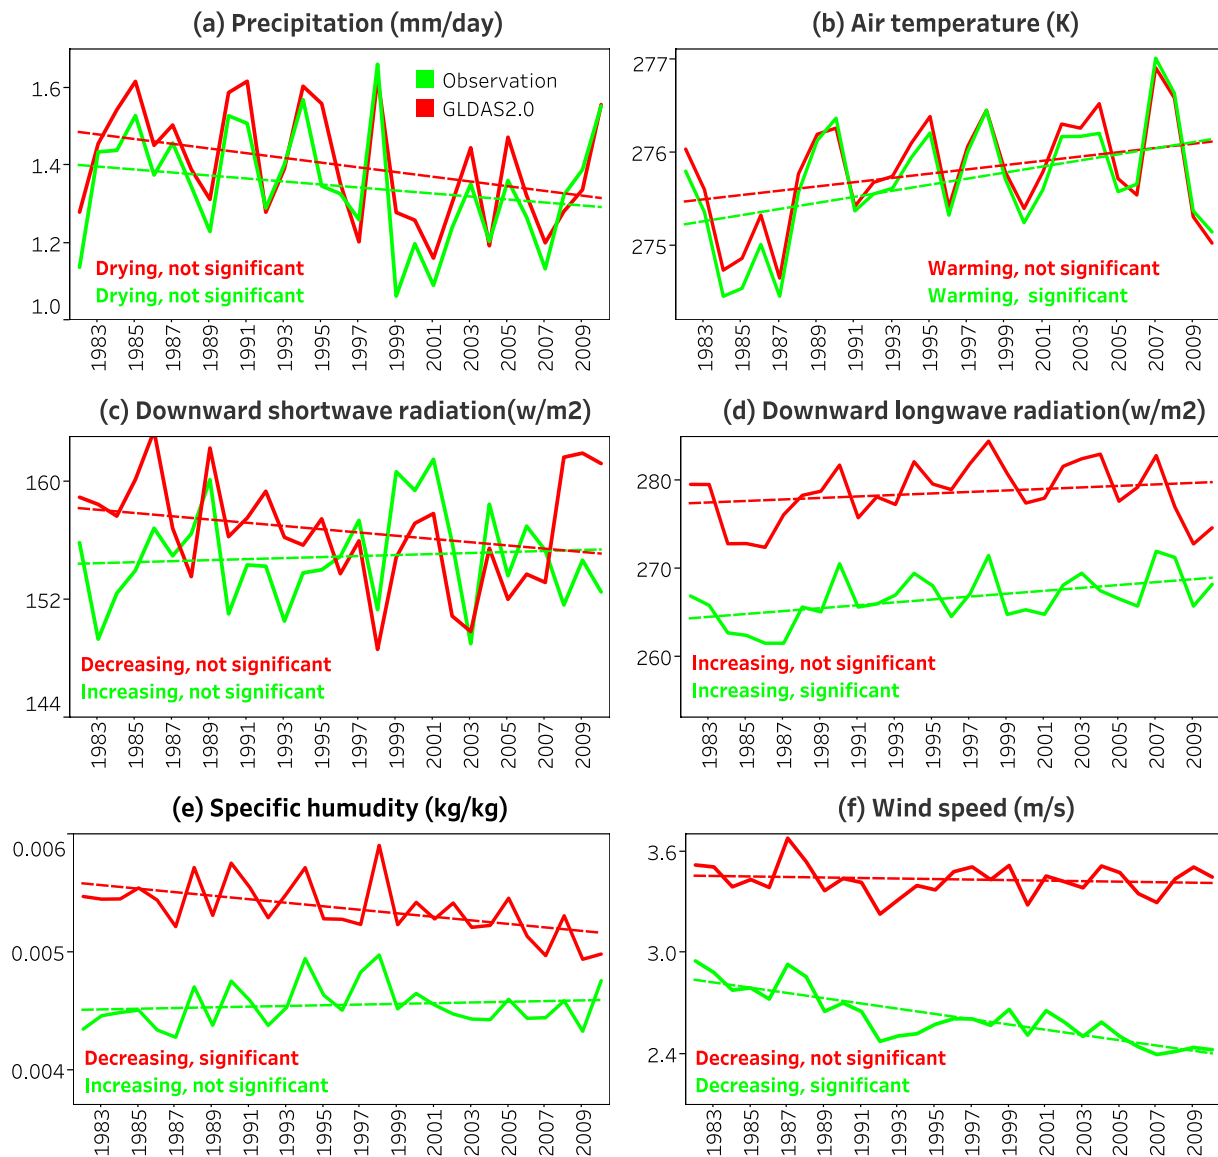 (a) Precipitation (mm/day)
(b) Air temperature (K)
1.6
1.4
1.2
1.0
Observation
GLDAS2.0
Drying, not significant
Drying, not significant
1983 1985 1987 1989 1991 1993 1995 1997 1999 2001 2003 2005 2007 2009
277
276
275
Warming, not significant
Warming, significant
1983 1985 1987 1989 1991 1993 1995 1997 1999 2001 2003 2005 2007 2009
(c) Downward shortwave radiation(w/m2)
(d) Downward longwave radiation(w/m2)
160
152
144
Decreasing, not significant
Increasing, not significant
1983 1985 1987 1989 1991 1993 1995 1997 1999 2001 2003 2005 2007 2009
280
270
260
Increasing, not significant
Increasing, significant
1983 1985 1987 1989 1991 1993 1995 1997 1999 2001 2003 2005 2007 2009
(e) Specific humudity (kg/kg)
(f) Wind speed (m/s)
0.006
0.005
0.004
Decreasing, significant
Increasing, not significant
1983 1985 1987 1989 1991 1993 1995 1997 1999 2001 2003 2005 2007 2009
3.6
3.0
2.4
Decreasing, not significant
Decreasing, significant
1983 1985 1987 1989 1991 1993 1995 1997 1999 2001 2003 2005 2007 2009